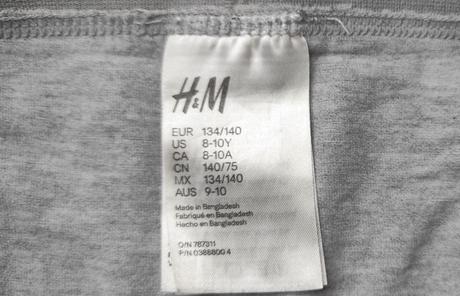 H&M
EUR 134/140
US 8-10Y
CA 8-10A
CN 140/75
MX 134/140
AUS 9-10
Made in Bangladesh
Fabriqué en Bangladesh
Hecho en Bangladesh
O/N 787311
P/N 0388800 4